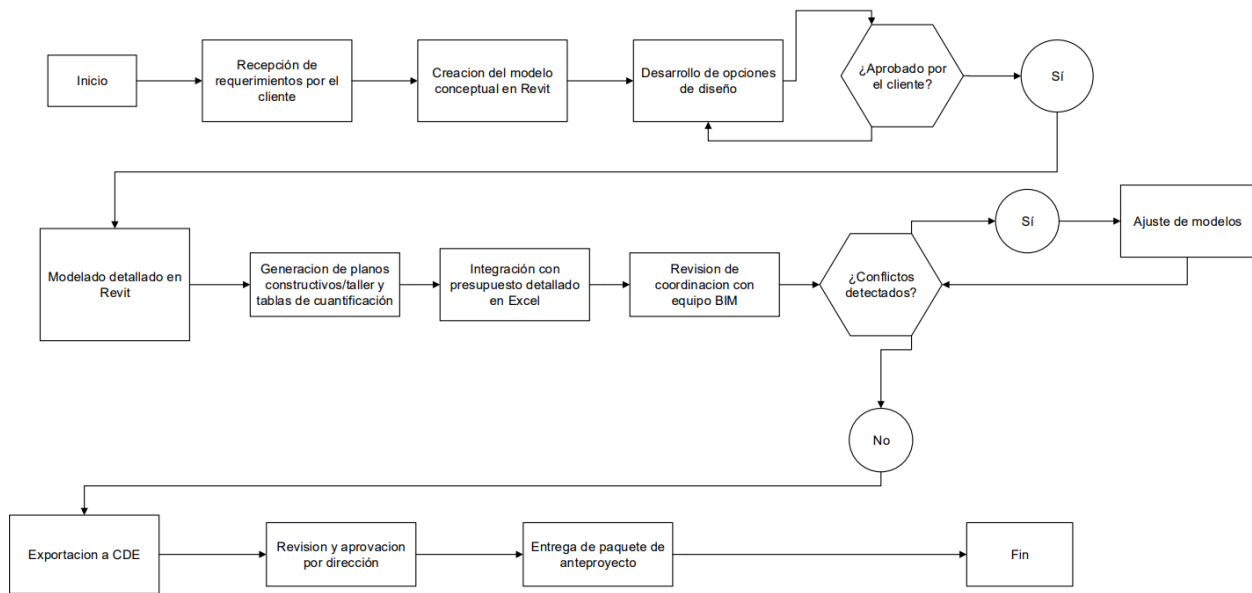 Inicio
Recepción de
requerimientos por el
cliente
Creacion del modelo
conceptual en Revit
Desarrollo de opciones
de diseño
¿Aprobado por
el cliente?
Sí
Modelado detallado en
Revit
Generacion de planos
constructivos/taller y
tablas de cuantificación
Integración con
presupuesto detallado
en Excel
Revision de
coordinacion con
equipo BIM
¿Conflictos
detectados?
Sí
Ajuste de modelos
No
Exportacion a CDE
Revision y aprovacion
por dirección
Entrega de paquete de
anteproyecto
Fin